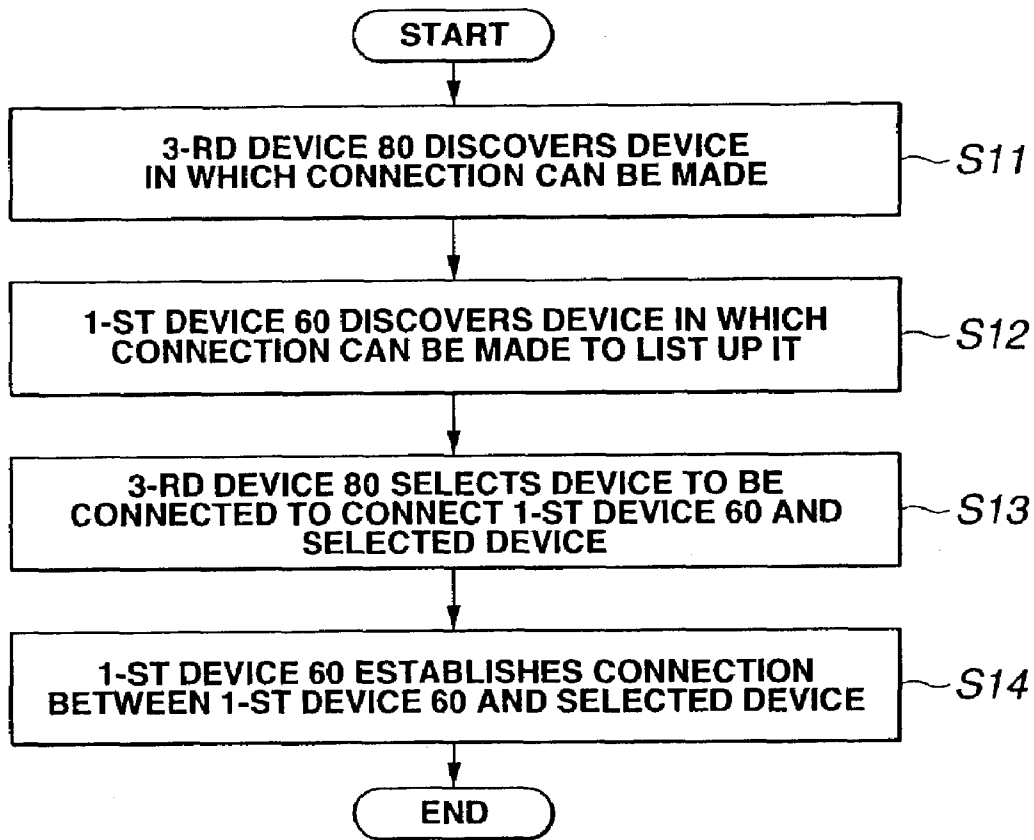 START
3-RD DEVICE 80 DISCOVERS DEVICE
IN WHICH CONNECTION CAN BE MADE
S11
1-ST DEVICE 60 DISCOVERS DEVICE IN WHICH
CONNECTION CAN BE MADE TO LIST UP IT
S12
3-RD DEVICE 80 SELECTS DEVICE TO BE
CONNECTED TO CONNECT 1-ST DEVICE 60 AND
SELECTED DEVICE
S13
1-ST DEVICE 60 ESTABLISHES CONNECTION
BETWEEN 1-ST DEVICE 60 AND SELECTED DEVICE
S14
END